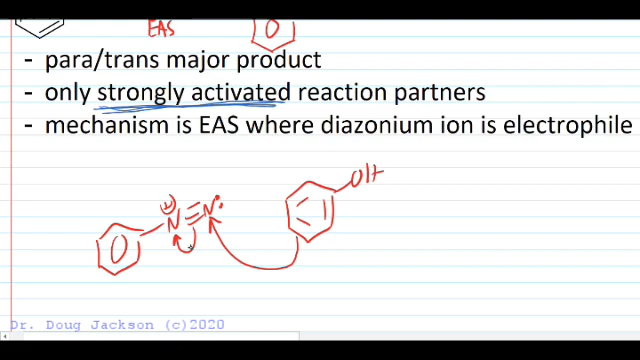 EAS
- para/trans major product
- only strongly activated reaction partners
- mechanism is EAS where diazonium ion is electrophile
OH
N≡N:
Dr. Doug Jackson (c)2020